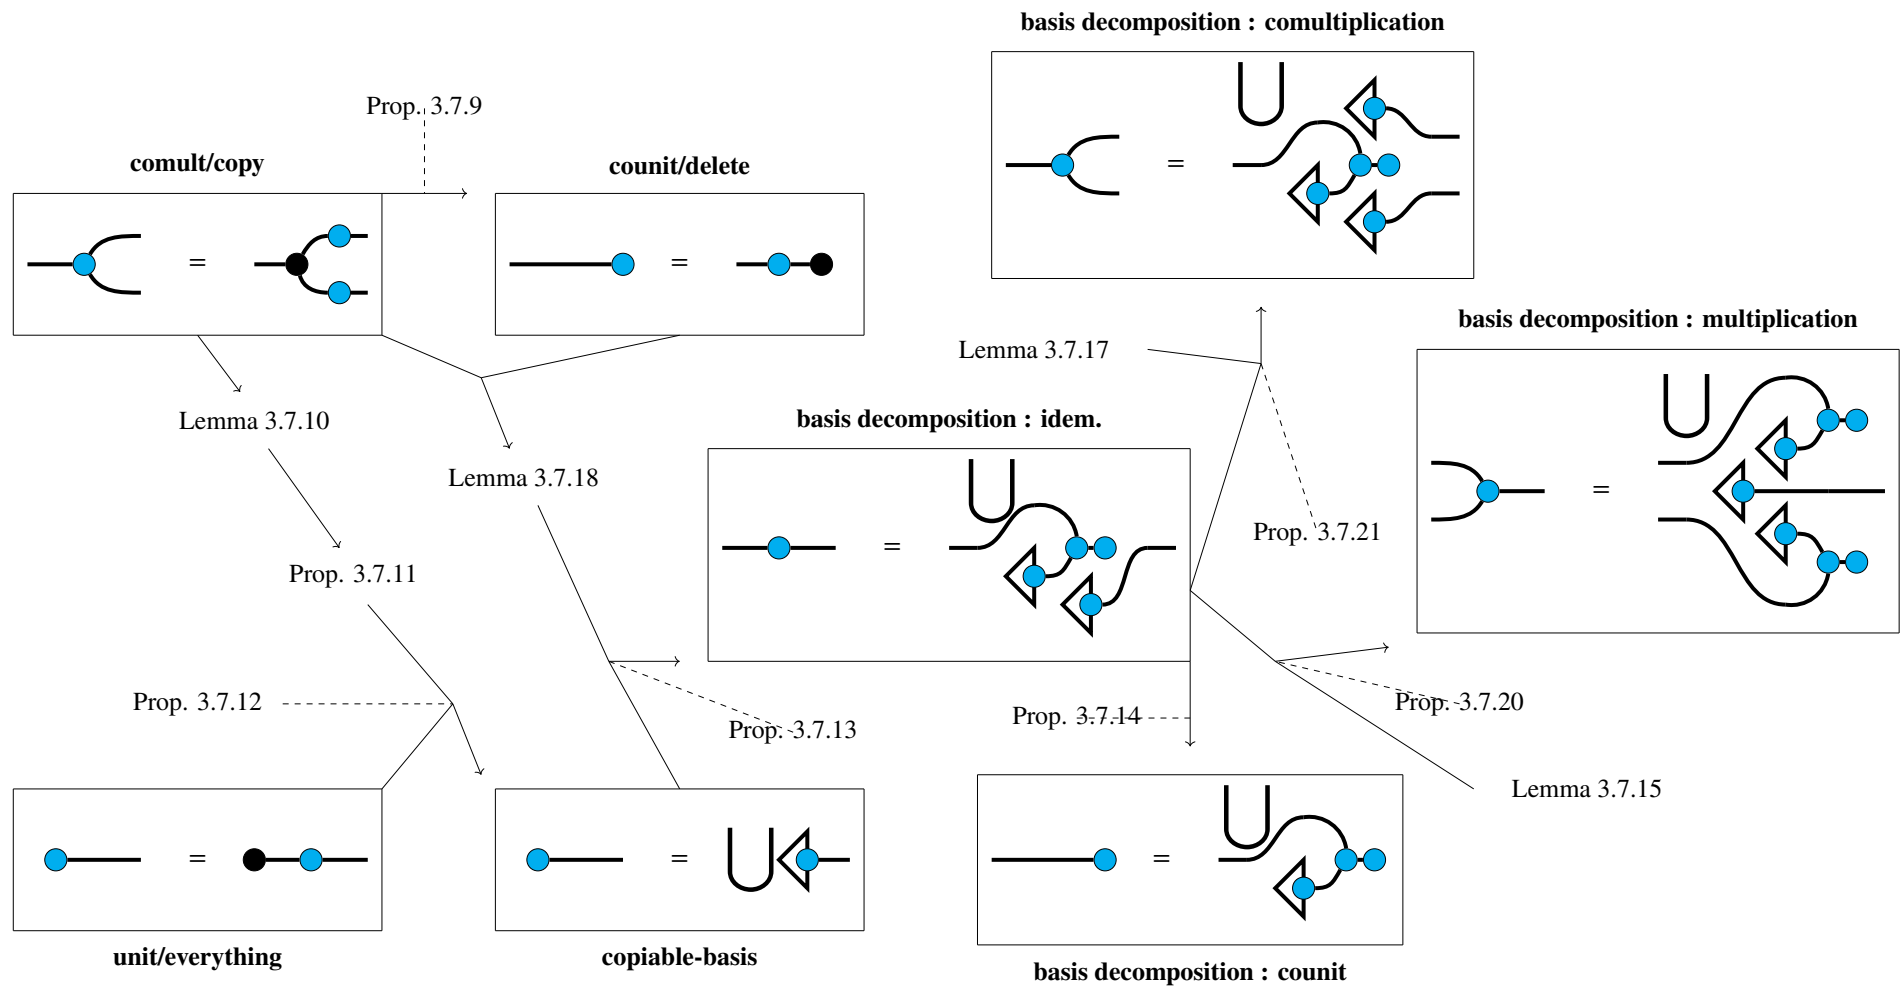 basis decomposition : comultiplication
Prop. 3.7.9
comult/copy
counit/delete
=
=
=
basis decomposition : multiplication
Lemma 3.7.17
Lemma 3.7.10
basis decomposition : idem.
Lemma 3.7.18
=
Prop. 3.7.21
=
Prop. 3.7.11
Prop. 3.7.12
Prop. 3.7.13
Prop. 3.7.14
Prop. 3.7.20
Lemma 3.7.15
=
=
=
unit/everything
copiable-basis
basis decomposition : counit